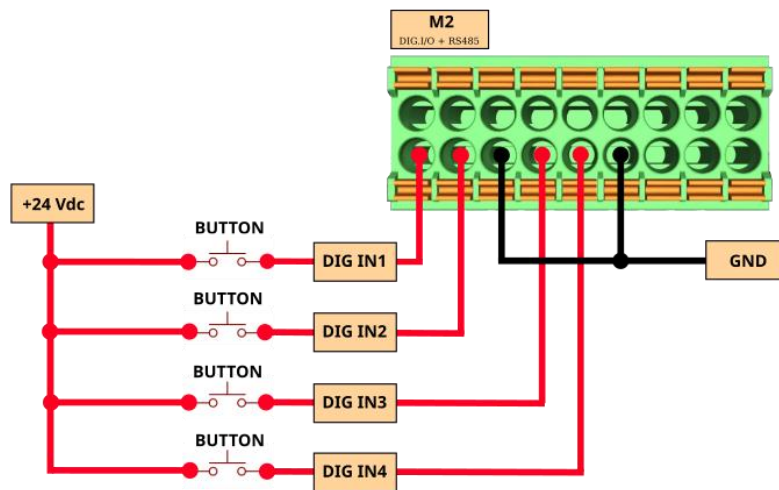 M2
DIG.I/O + RS485
+24 Vdc
BUTTON
DIG IN1
GND
BUTTON
DIG IN2
BUTTON
DIG IN3
BUTTON
DIG IN4